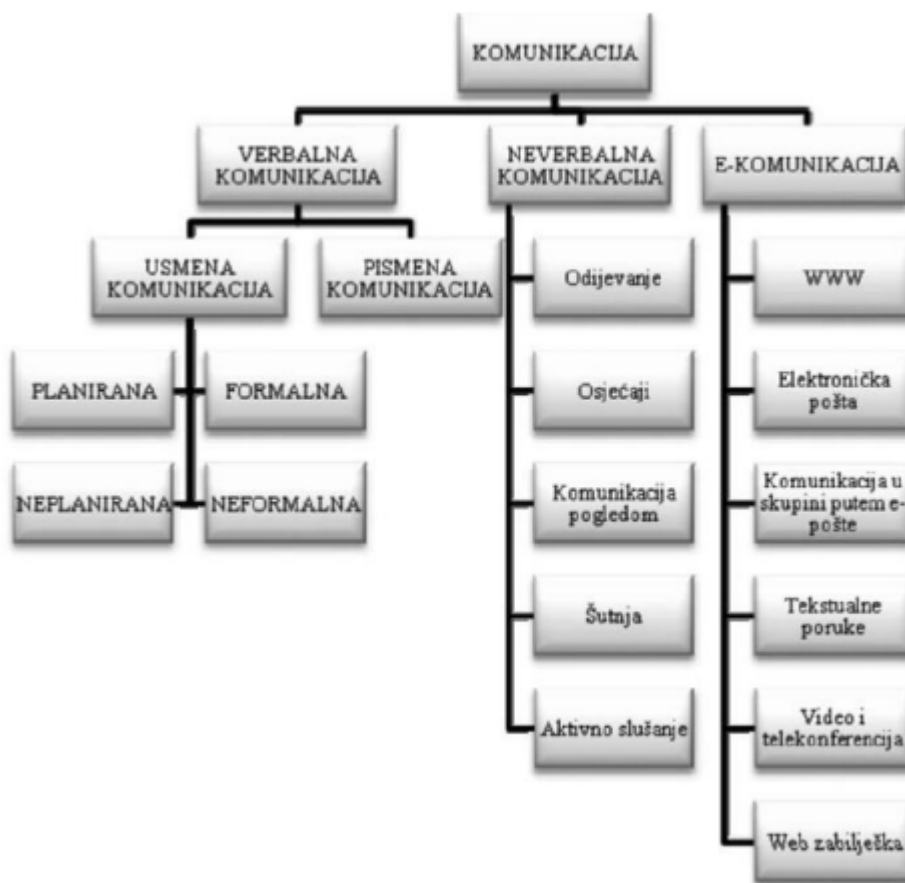 KOMUNIKACIJA
VERBALNA
KOMUNIKACIJA
NEVERBALNA
KOMUNIKACIJA
E-KOMUNIKACIJA
USMENA
KOMUNIKACIJA
PISMENA
KOMUNIKACIJA
PLANIRANA
FORMALNA
NEPLANIRANA
NEFORMALNA
Odijevanje
Osjećaji
Komunikacija
pogledom
Šutnja
Aktivno slušanje
WWW
Elektronička
pošta
Komunikacija u
skupini putem e-
pošte
Tekstualne
poruke
Video i
telekonferencija
Web zabilješka